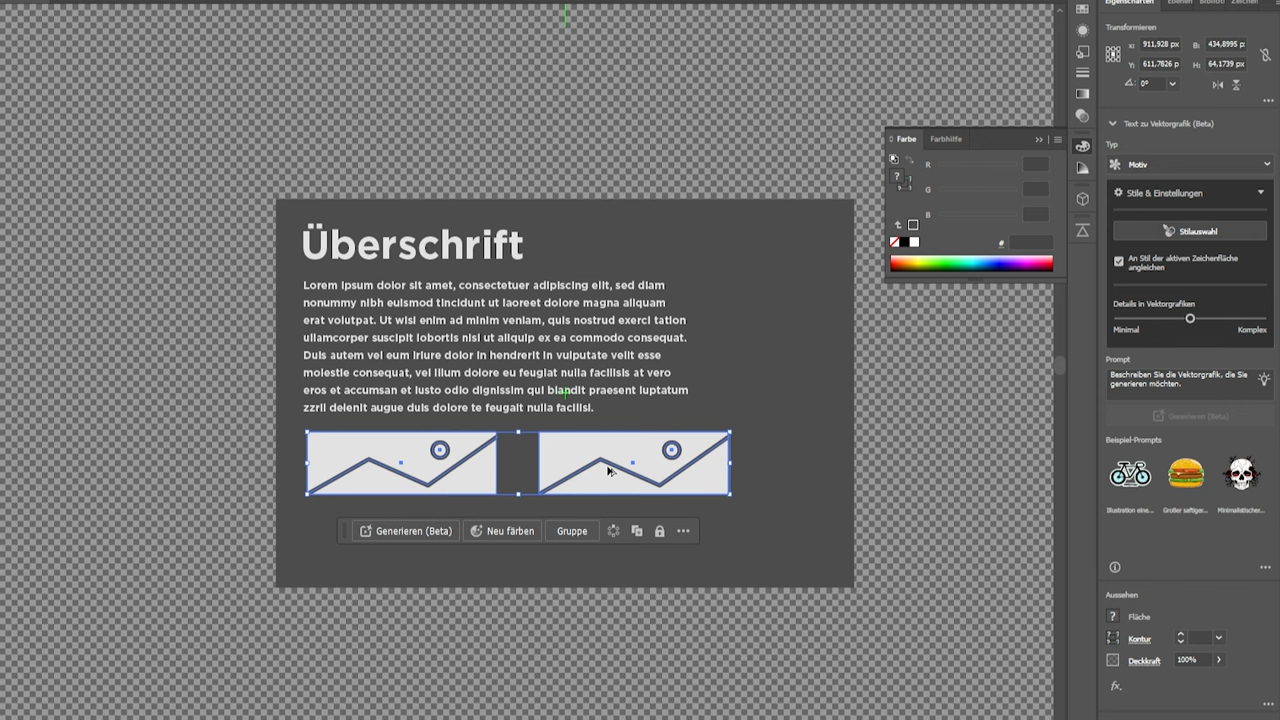 Eigenschaften Ebenen Bibliot Zeichen
Transformieren
X: 911,928 px B: 434,8995 p
Y: 611,7826 p H: 64,1739 px
0°
Text zu Vektorgrafik (Beta)
Farbe Farbhilfe
Typ
Motiv
R
G
B
Stile & Einstellungen
Stilauswahl
An Stil der aktiven Zeichenfläche
angleichen
Details in Vektorgrafiken
Minimal Komplex
Prompt
Beschreiben Sie die Vektorgrafik, die Sie
generieren möchten.
Generieren (Beta)
Beispiel-Prompts
Illustration eine... Großer saftiger... Minimalistischer...
Aussehen
? Fläche
Kontur
Deckkraft 100%
fx.
Überschrift
Lorem ipsum dolor sit amet, consectetuer adipiscing elit, sed diam
nonummy nibh euismod tincidunt ut laoreet dolore magna aliquam
erat volutpat. Ut wisi enim ad minim veniam, quis nostrud exerci tation
ullamcorper suscipit lobortis nisl ut aliquip ex ea commodo consequat.
Duis autem vel eum iriure dolor in hendrerit in vulputate velit esse
molestie consequat, vel illum dolore eu feugiat nulla facilisis at vero
eros et accumsan et iusto odio dignissim qui blandit praesent luptatum
zzril delenit augue duis dolore te feugait nulla facilisi.
Generieren (Beta) Neu färben Gruppe